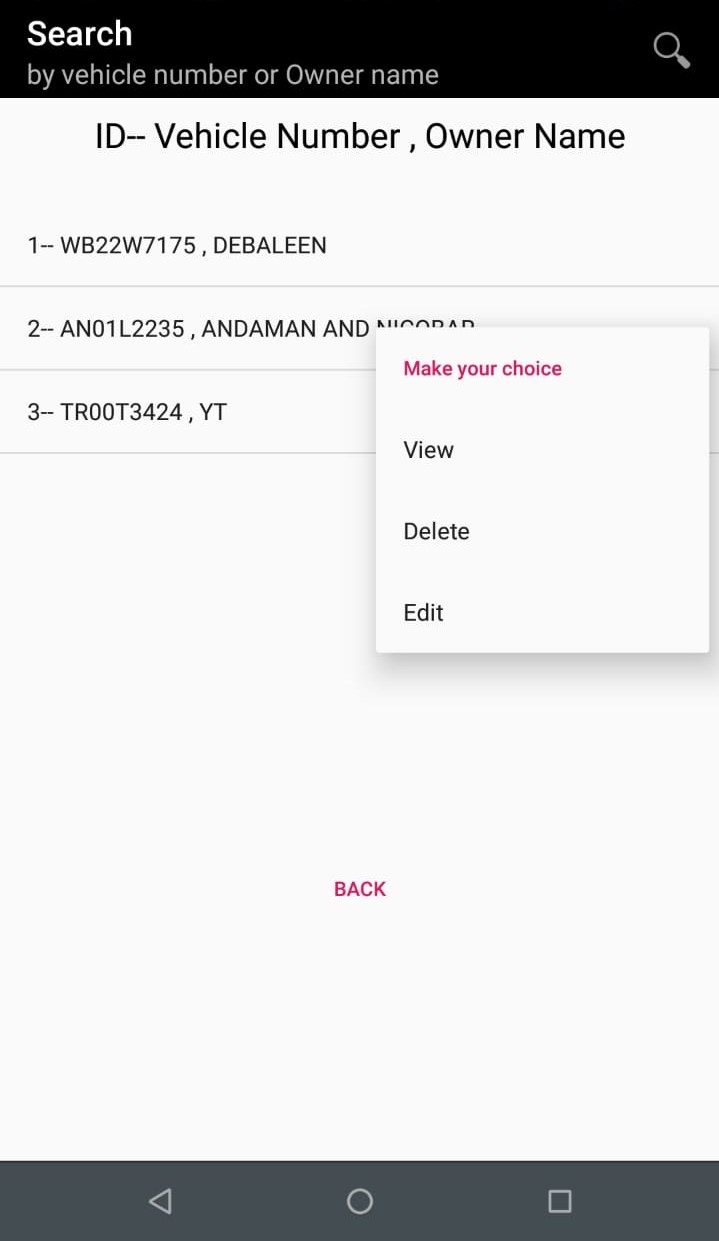 Search
by vehicle number or Owner name
ID-- Vehicle Number , Owner Name
1-- WB22W7175 , DEBALEEN
2-- AN01L2235 , ANDAMAN AND NICOBAR
3-- TR00T3424 , YT
Make your choice
View
Delete
Edit
BACK